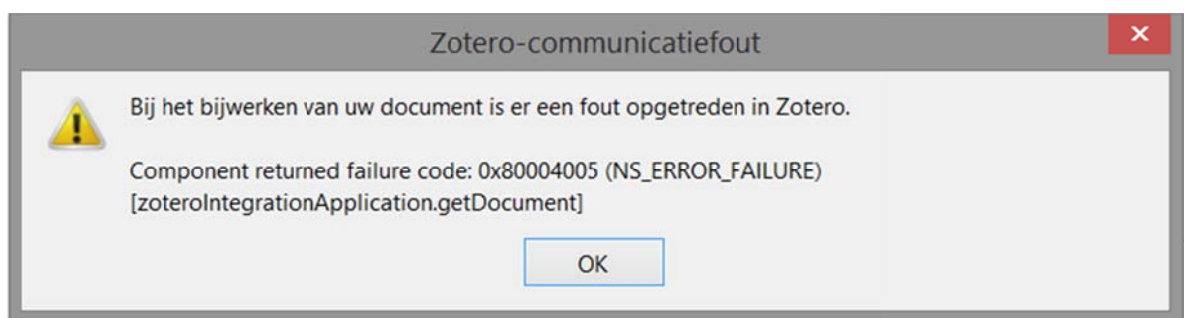 Zotero-communicatiefout
Bij het bijwerken van uw document is er een fout opgetreden in Zotero.
Component returned failure code: 0x80004005 (NS_ERROR_FAILURE)
[zoteroIntegrationApplication.getDocument]
OK